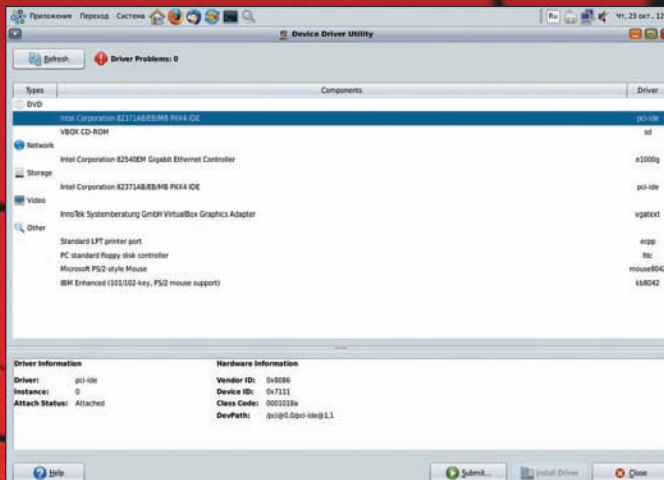 Приложения Переход Система Ru Чт, 23 окт., 12
Device Driver Utility
Refresh Driver Problems: 0
Types Components Driver
DVD
Intel Corporation 82371AB/EB/MB PIIX4 IDE pci-ide
VBOX CD-ROM sd
Network
Intel Corporation 82540EM Gigabit Ethernet Controller e1000g
Storage
Intel Corporation 82371AB/EB/MB PIIX4 IDE pci-ide
Video
InnoTek Systemberatung GmbH VirtualBox Graphics Adapter vgatext
Other
Standard LPT printer port ecpp
PC standard floppy disk controller fdc
Microsoft PS/2-style Mouse mouse8042
IBM Enhanced (101/102-key, PS/2 mouse support) kb8042
Driver Information Hardware Information
Driver: pci-ide Vendor ID: 0x8086
Instance: 0 Device ID: 0x7111
Attach Status: Attached Class Code: 0001018a
DevPath: /pci@0,0/pci-ide@1,1
Help Submit... Install Driver Close